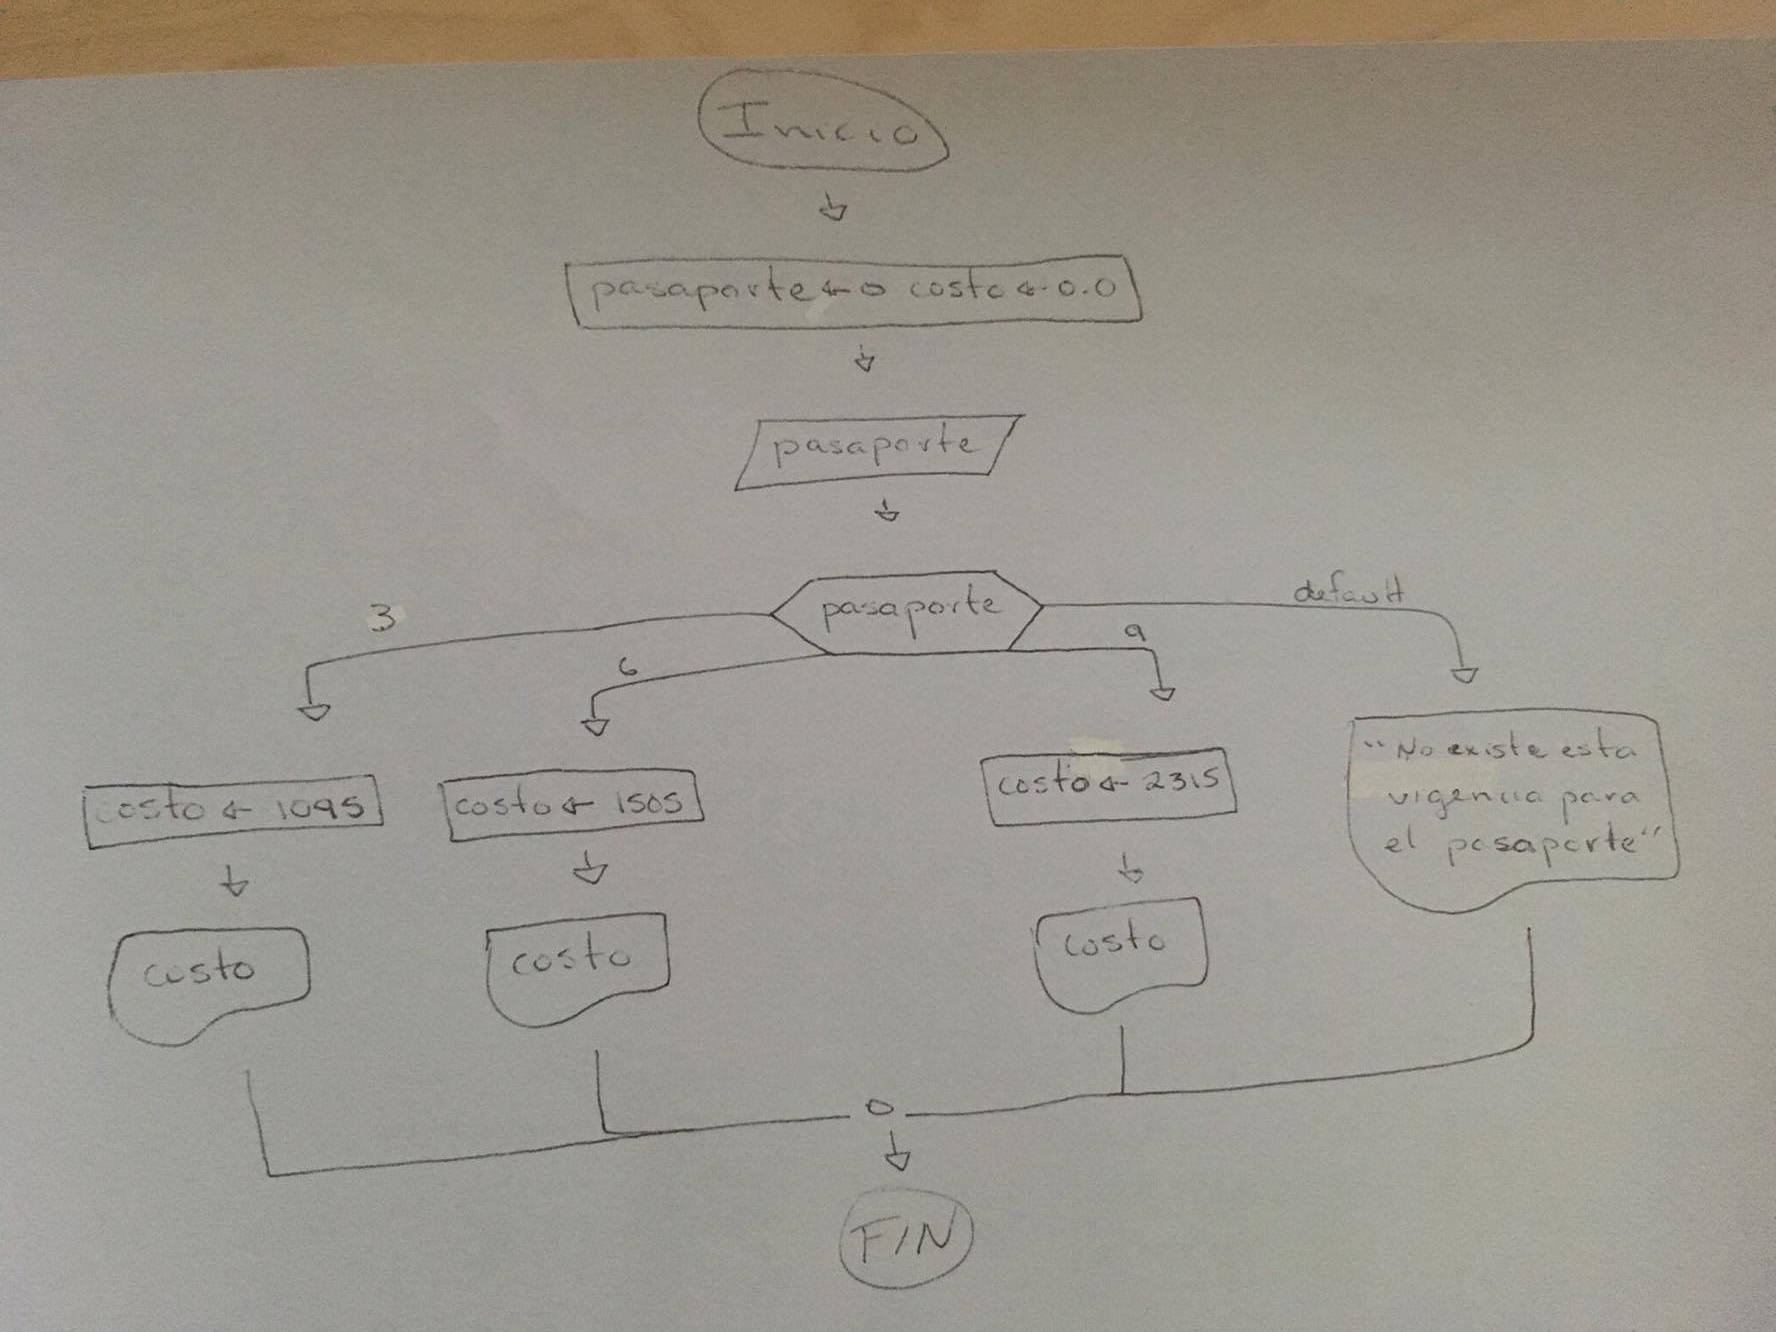 Inicio
pasaporte ← 0 costo ← 0.0
pasaporte
pasaporte
3
6
9
default
costo ← 1095
costo ← 1505
costo ← 2315
"No existe esta
vigencia para
el pasaporte"
costo
costo
costo
FIN